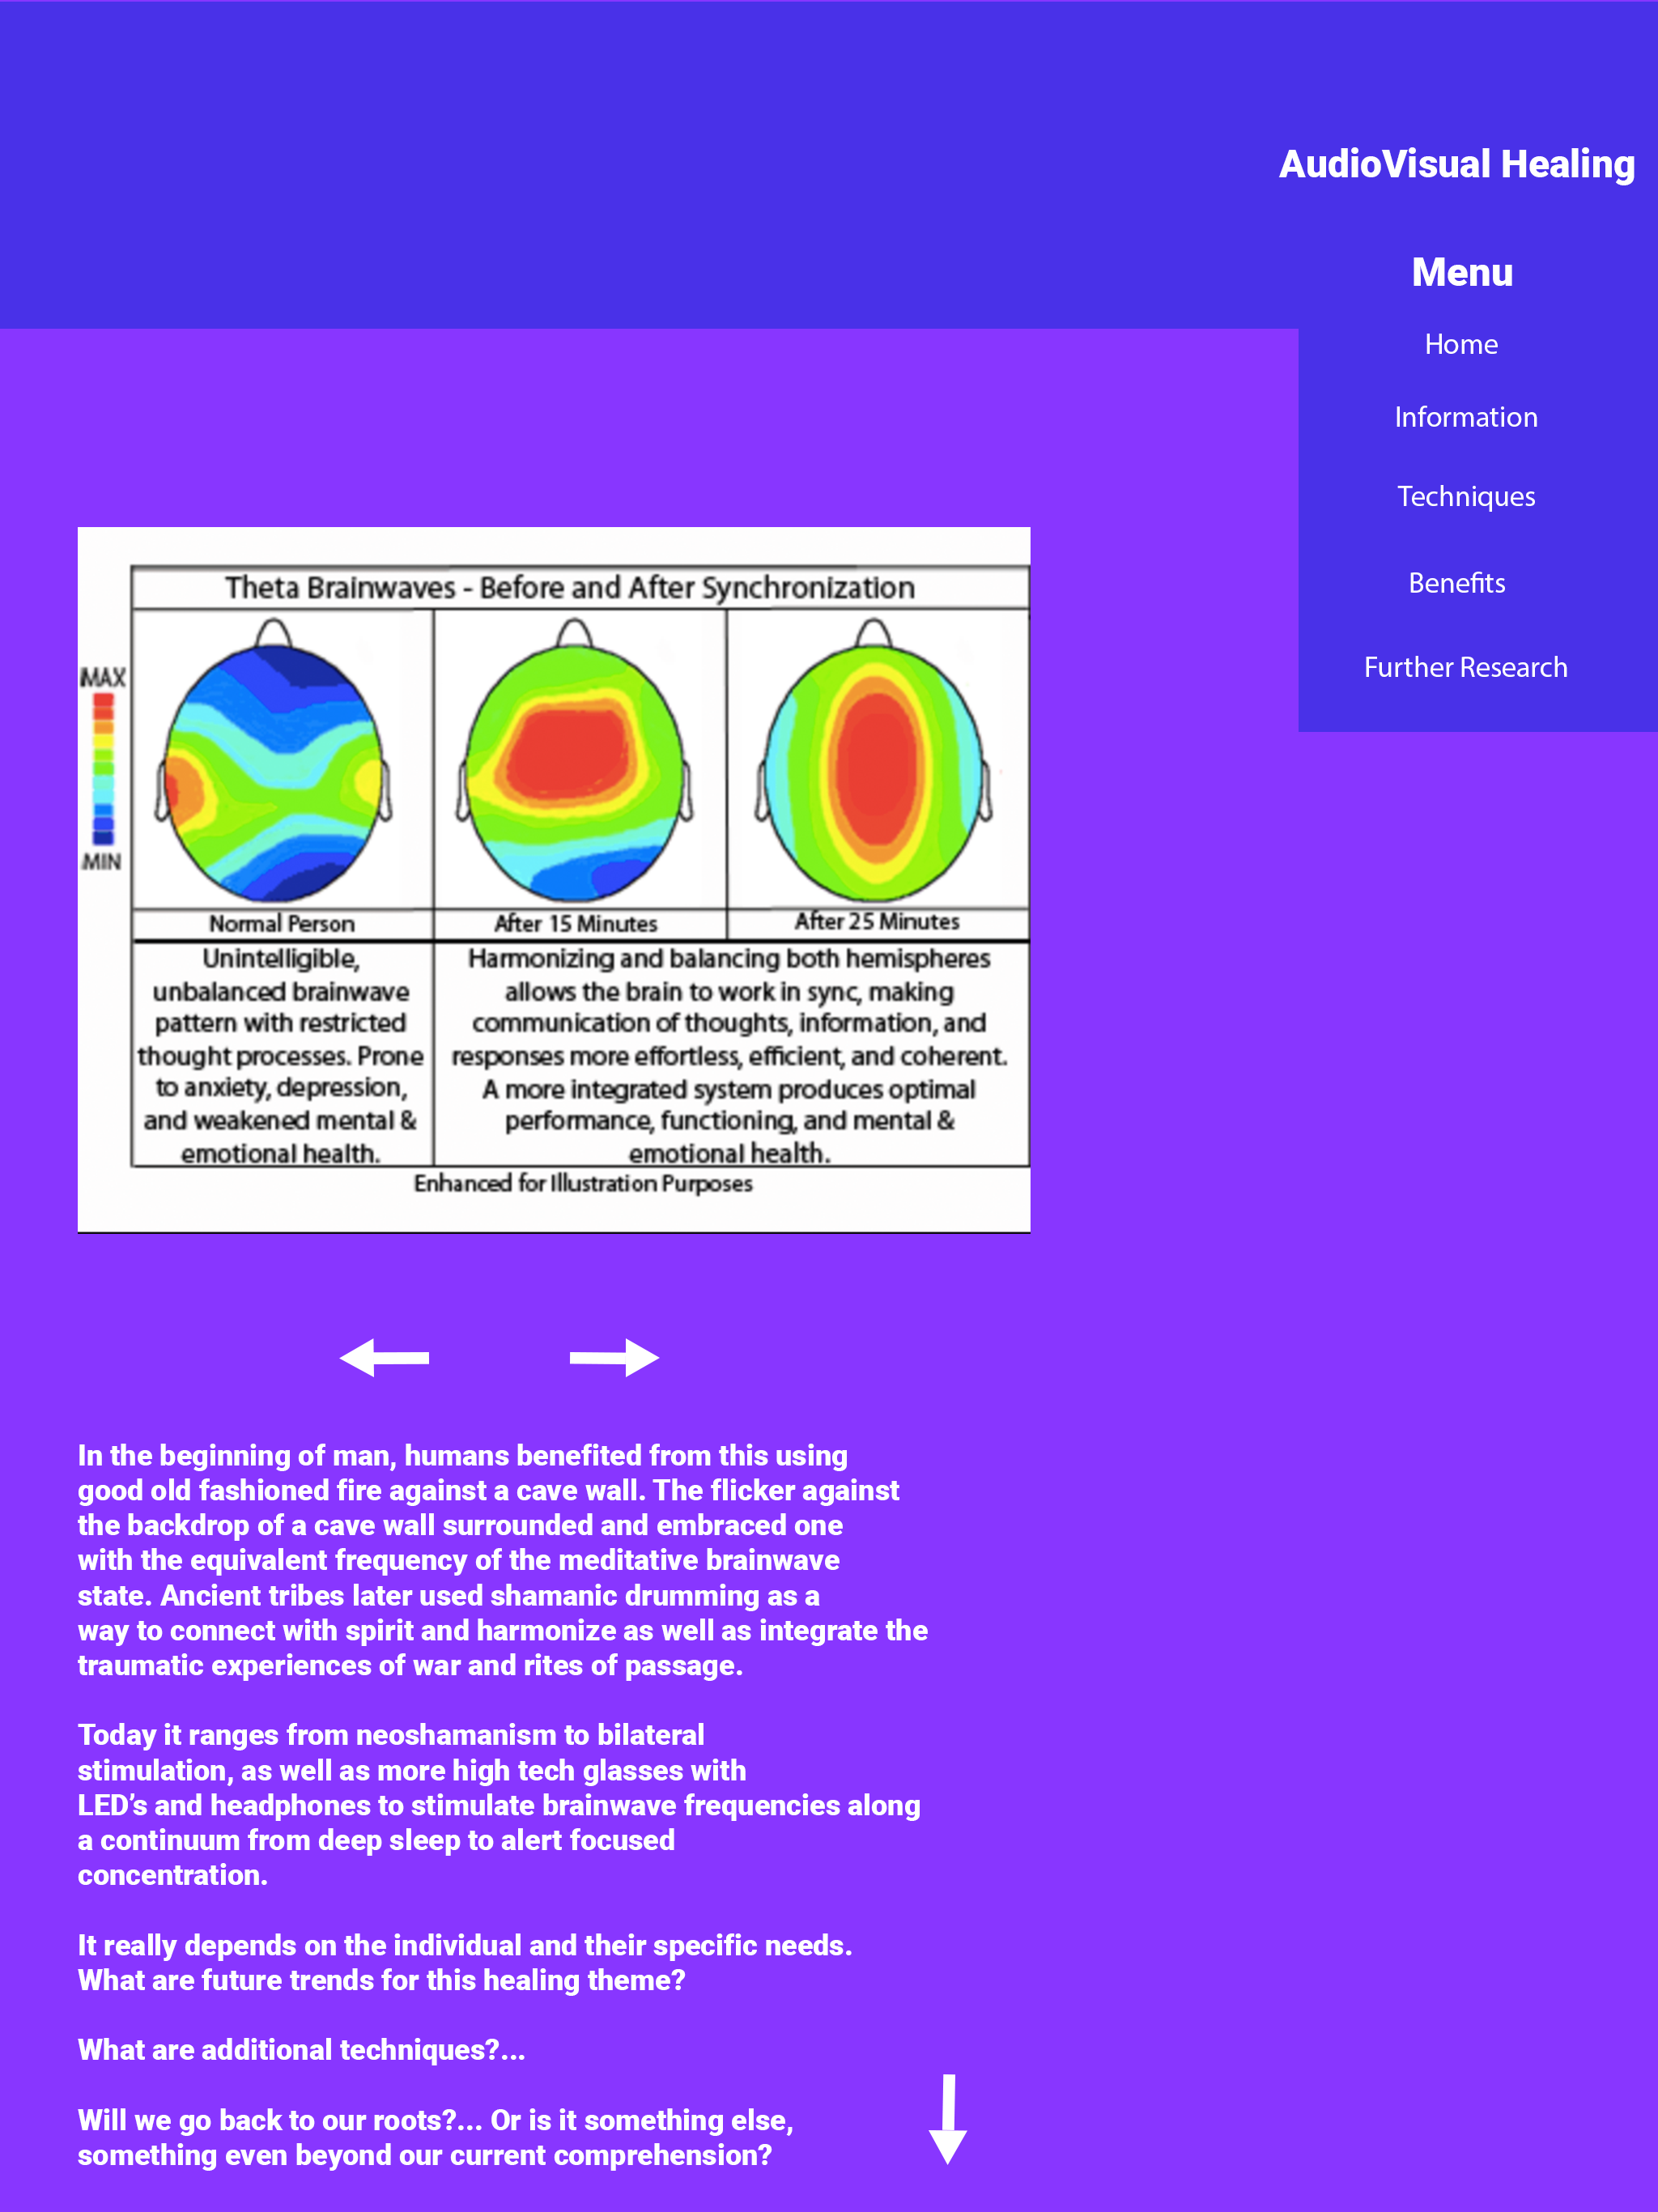 AudioVisual Healing
Menu
Home
Information
Techniques
Benefits
Further Research
Theta Brainwaves - Before and After Synchronization
MAX
MIN
Normal Person
After 15 Minutes
After 25 Minutes
Unintelligible,
unbalanced brainwave
pattern with restricted
thought processes. Prone
to anxiety, depression,
and weakened mental &
emotional health.
Harmonizing and balancing both hemispheres
allows the brain to work in sync, making
communication of thoughts, information, and
responses more effortless, efficient, and coherent.
A more integrated system produces optimal
performance, functioning, and mental &
emotional health.
Enhanced for Illustration Purposes
In the beginning of man, humans benefited from this using
good old fashioned fire against a cave wall. The flicker against
the backdrop of a cave wall surrounded and embraced one
with the equivalent frequency of the meditative brainwave
state. Ancient tribes later used shamanic drumming as a
way to connect with spirit and harmonize as well as integrate the
traumatic experiences of war and rites of passage.
Today it ranges from neoshamanism to bilateral
stimulation, as well as more high tech glasses with
LED’s and headphones to stimulate brainwave frequencies along
a continuum from deep sleep to alert focused
concentration.
It really depends on the individual and their specific needs.
What are future trends for this healing theme?
What are additional techniques?...
Will we go back to our roots?... Or is it something else,
something even beyond our current comprehension?